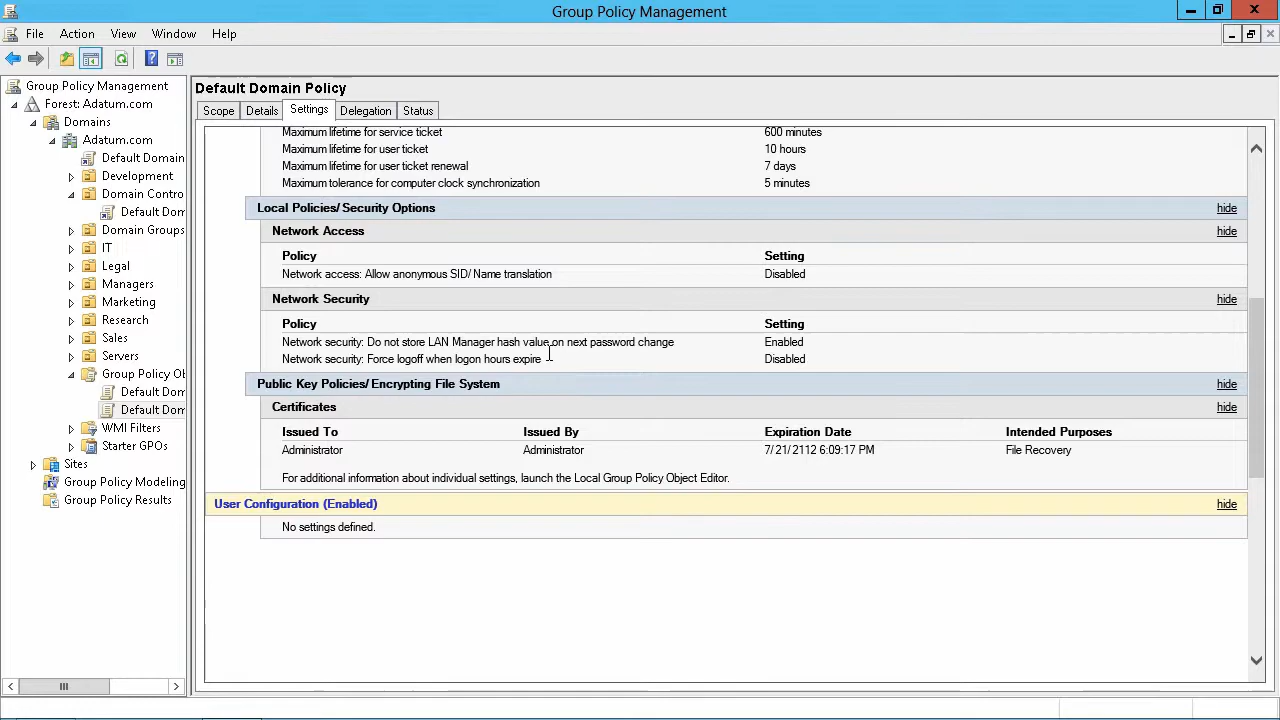 Group Policy Management
File Action View Window Help
Group Policy Management
Forest: Adatum.com
Domains
Adatum.com
Default Domain
Development
Domain Contro
Default Dom
Domain Groups
IT
Legal
Managers
Marketing
Research
Sales
Servers
Group Policy Ob
Default Dom
Default Dom
WMI Filters
Starter GPOs
Sites
Group Policy Modeling
Group Policy Results
Default Domain Policy
Scope Details Settings Delegation Status
Maximum lifetime for service ticket 600 minutes
Maximum lifetime for user ticket 10 hours
Maximum lifetime for user ticket renewal 7 days
Maximum tolerance for computer clock synchronization 5 minutes
Local Policies/Security Options hide
Network Access hide
Policy Setting
Network access: Allow anonymous SID/Name translation Disabled
Network Security hide
Policy Setting
Network security: Do not store LAN Manager hash value on next password change Enabled
Network security: Force logoff when logon hours expire Disabled
Public Key Policies/Encrypting File System hide
Certificates hide
Issued To Issued By Expiration Date Intended Purposes
Administrator Administrator 7/21/2112 6:09:17 PM File Recovery
For additional information about individual settings, launch the Local Group Policy Object Editor.
User Configuration (Enabled) hide
No settings defined.